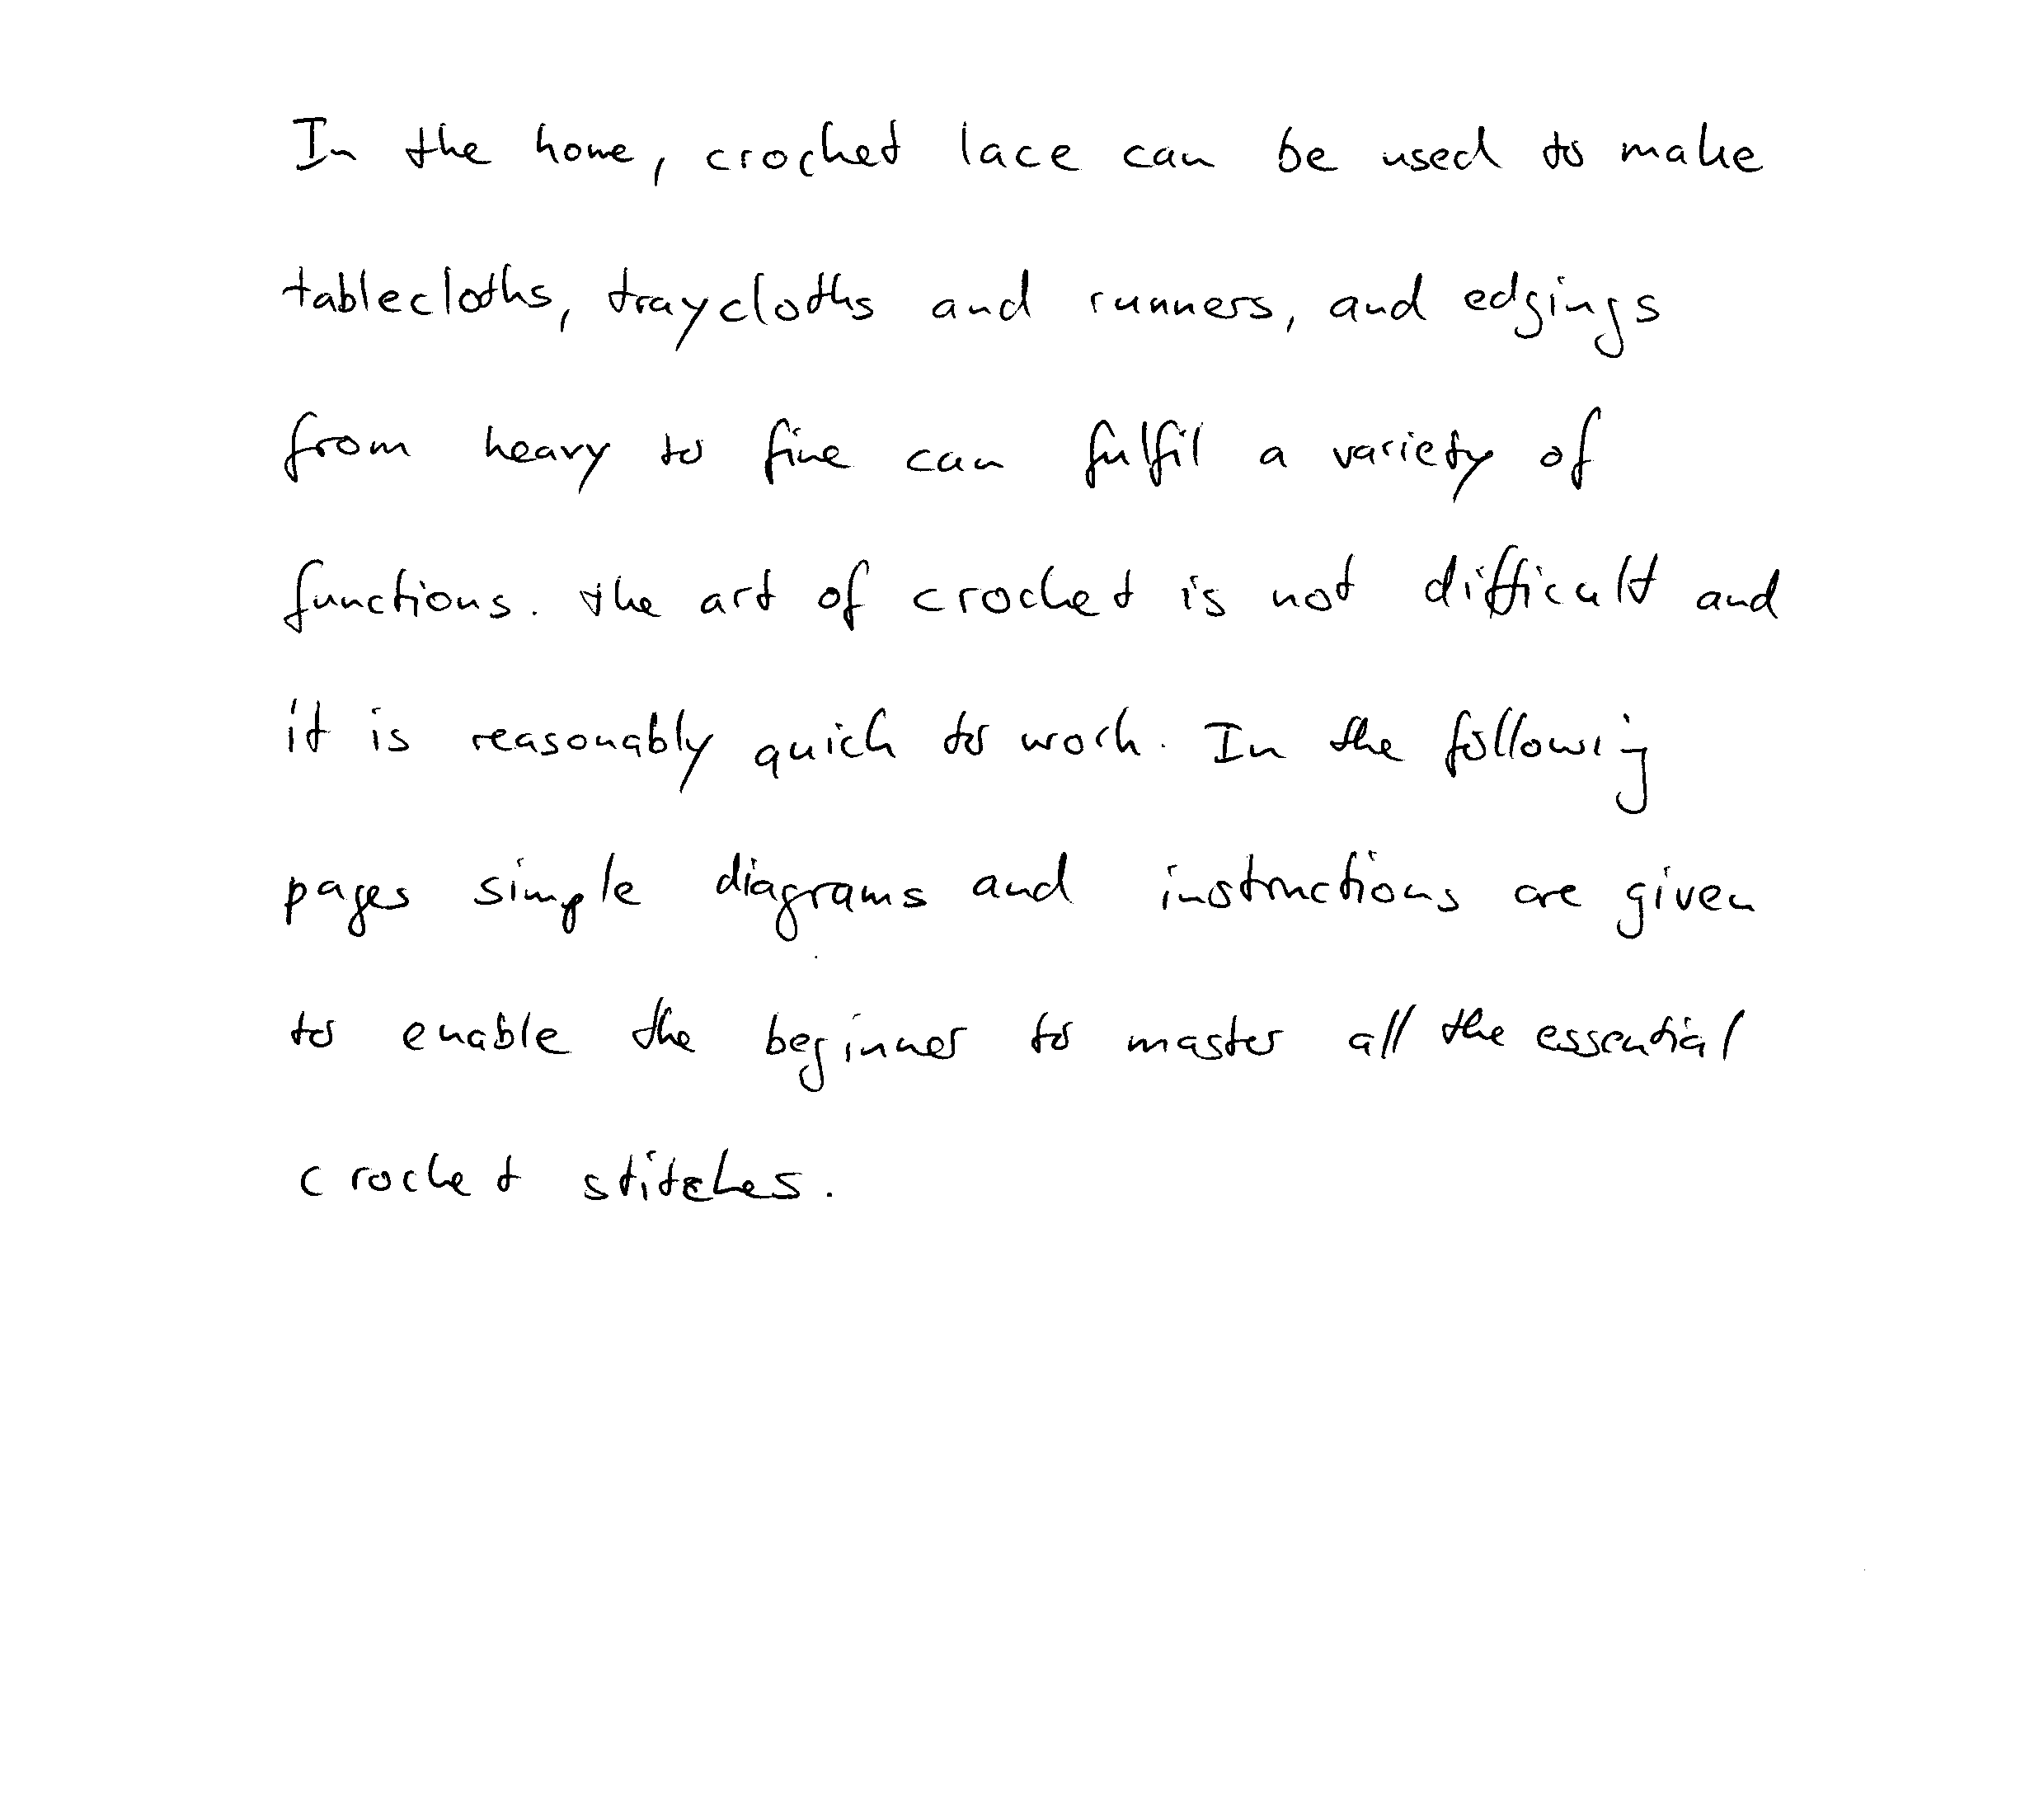 In the home, crochet lace can be used to make
tablecloths, traycloths and runners, and edgings
from heavy to fine can fulfil a variety of
functions. the art of crochet is not difficult and
it is reasonably quick to work. In the following
pages simple diagrams and instructions are given
to enable the beginner to master all the essential
crochet stitches.